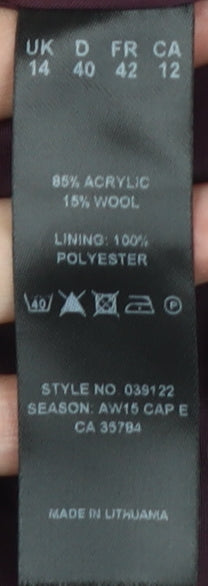 UK D FR CA
14 40 42 12
85% ACRYLIC
15% WOOL
LINING: 100%
POLYESTER
40 P
STYLE NO. 039122
SEASON: AW15 CAP E
CA 35784
MADE IN LITHUANIA